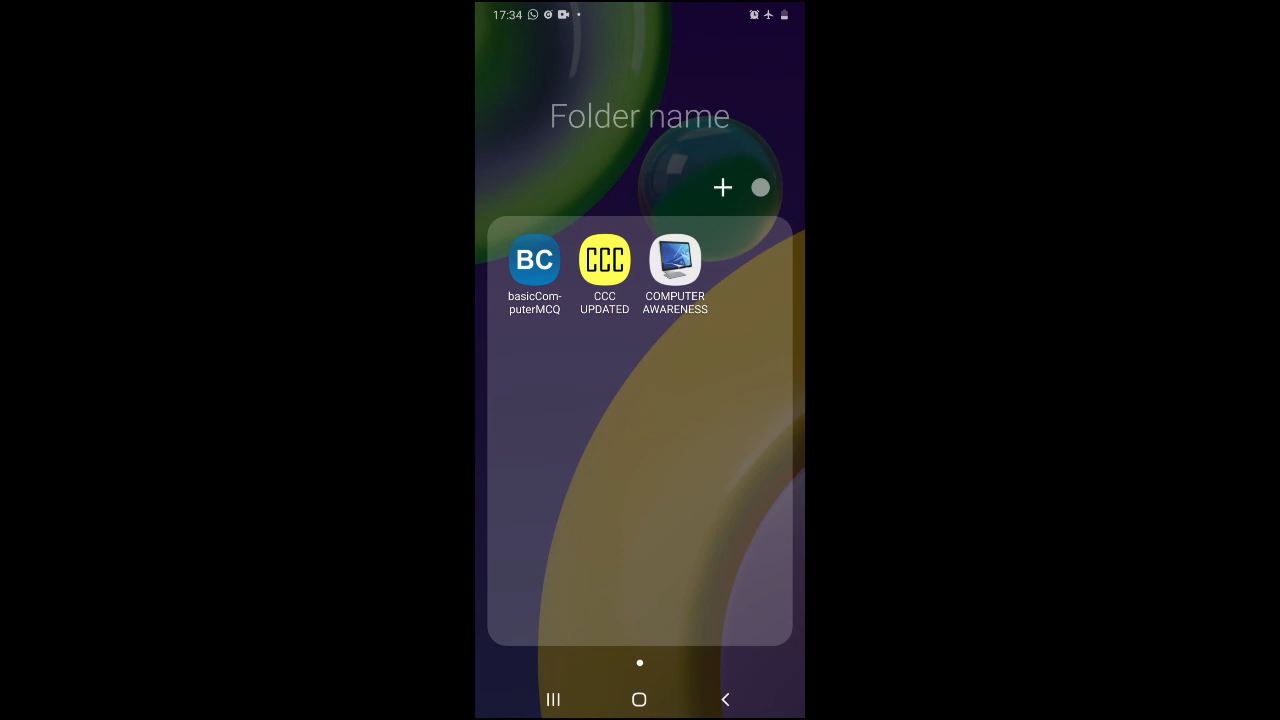 17:34
Folder name
BC
CCC
basicCom-
puterMCQ
CCC
UPDATED
COMPUTER
AWARENESS